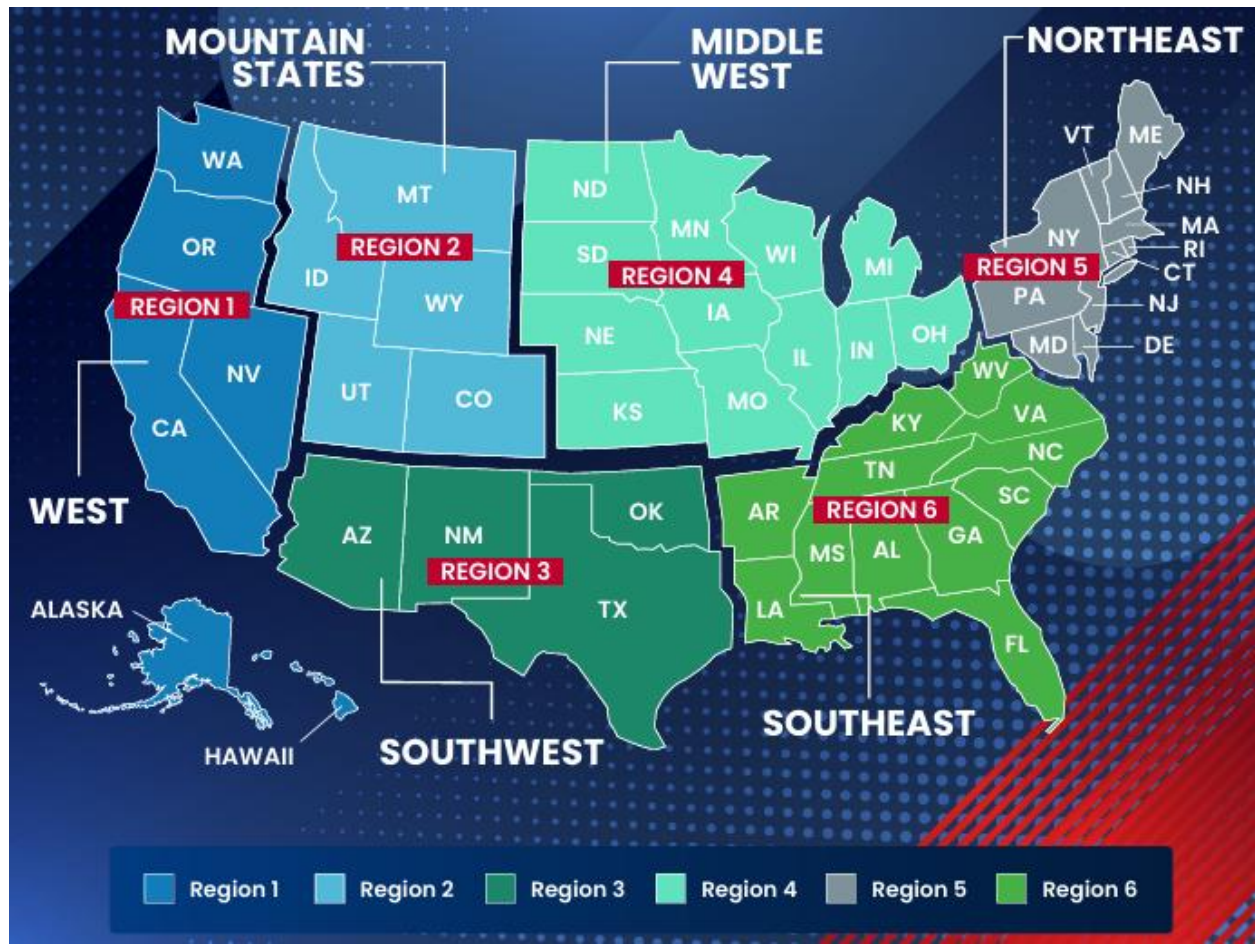 MOUNTAIN
STATES
MIDDLE
WEST
NORTHEAST
WA
OR
REGION 1
NV
CA
WEST
MT
REGION 2
ID
WY
UT
CO
ND
SD
MN
WI
MI
REGION 4
NE
IA
IL
IN
OH
KS
MO
VT
ME
NH
MA
NY
RI
REGION 5
CT
PA
NJ
MD
DE
AZ
NM
OK
REGION 3
TX
SOUTHWEST
WV
KY
VA
TN
NC
SC
AR
REGION 6
MS
AL
GA
LA
FL
SOUTHEAST
ALASKA
HAWAII
Region 1
Region 2
Region 3
Region 4
Region 5
Region 6